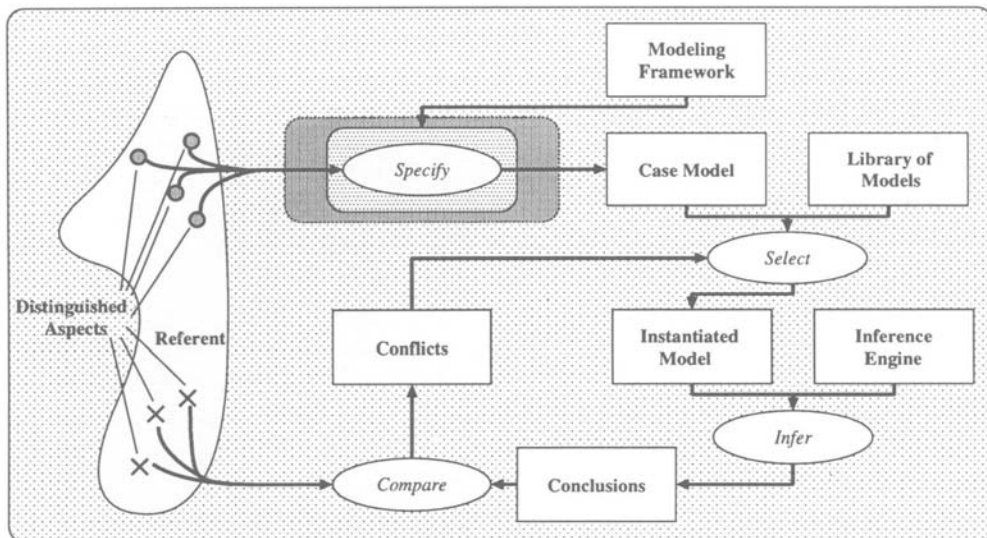 Modeling
Framework
Specify
Case Model
Library of
Models
Select
Distinguished
Aspects
Referent
Conflicts
Instantiated
Model
Inference
Engine
Infer
Compare
Conclusions